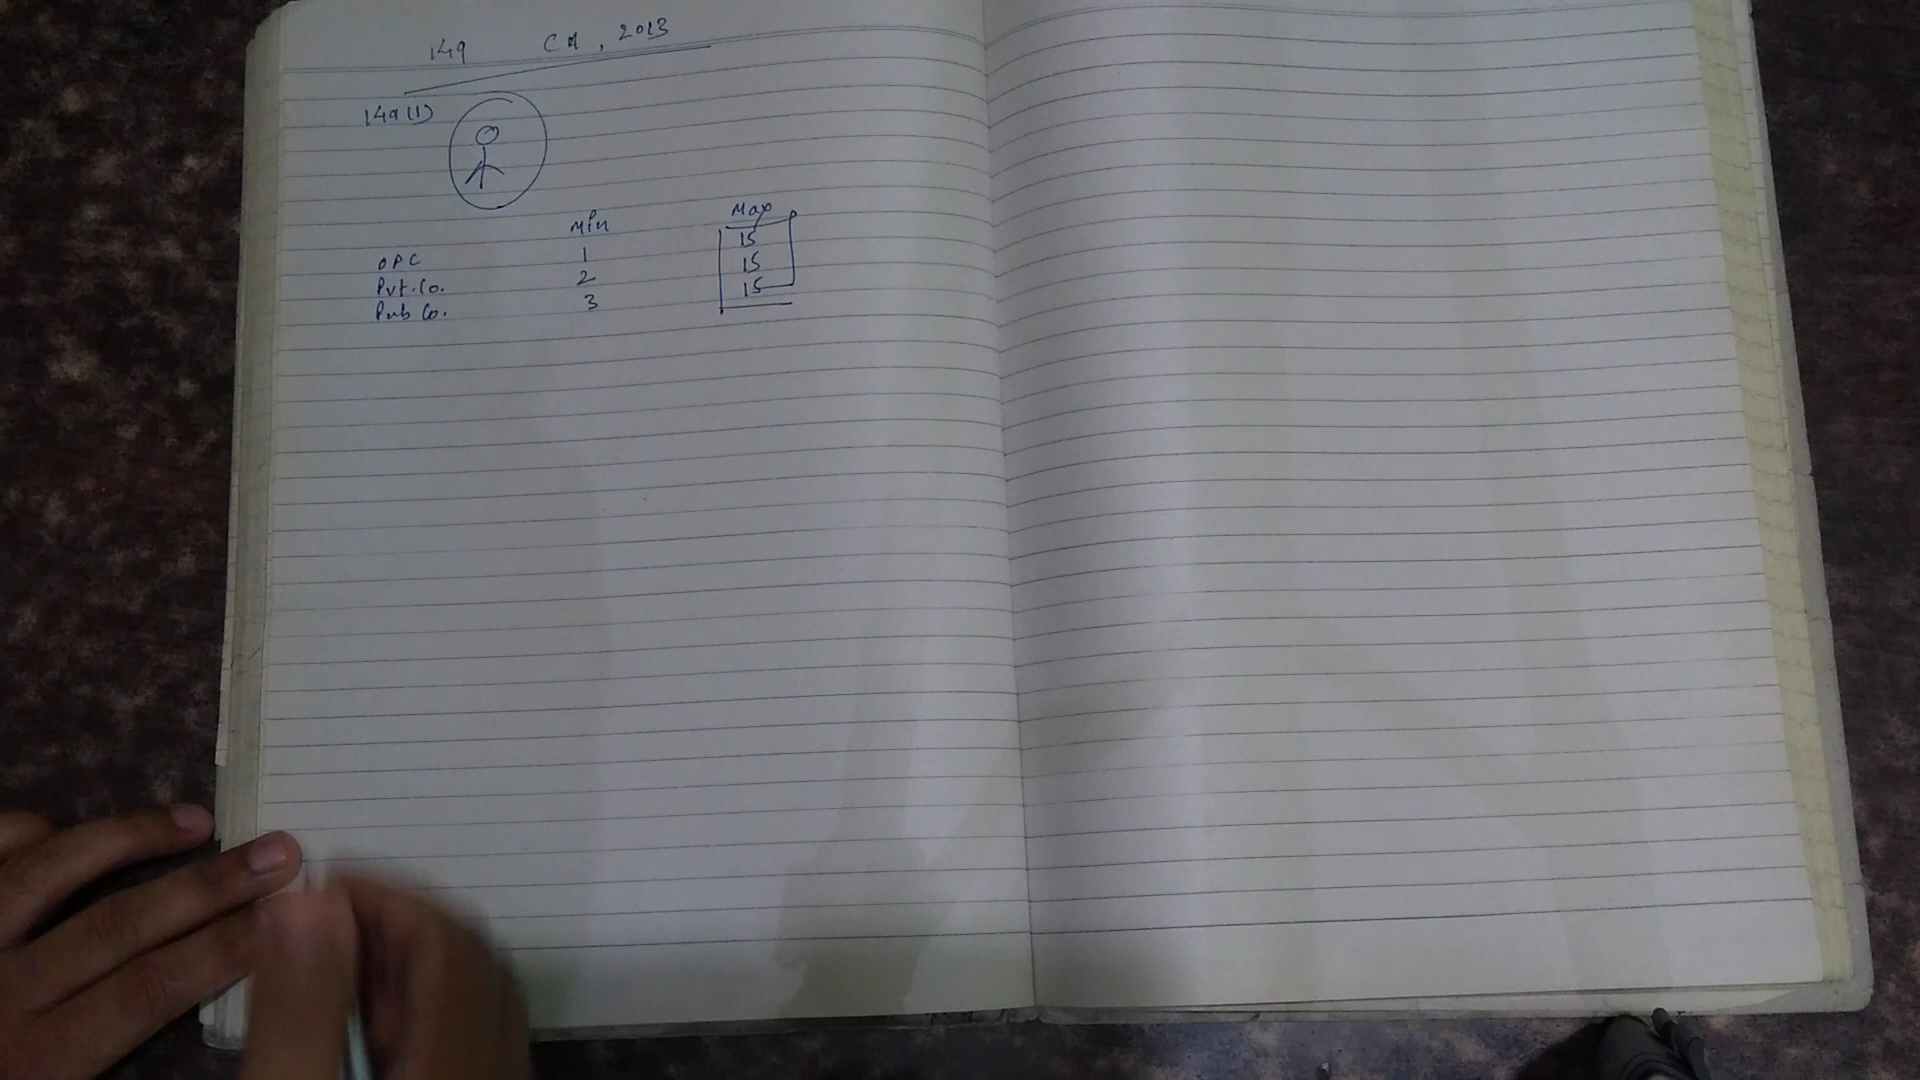 149 CA, 2013
149(1)
Min Max
OPC 1 15
Pvt. Co. 2 15
Pub Co. 3 15